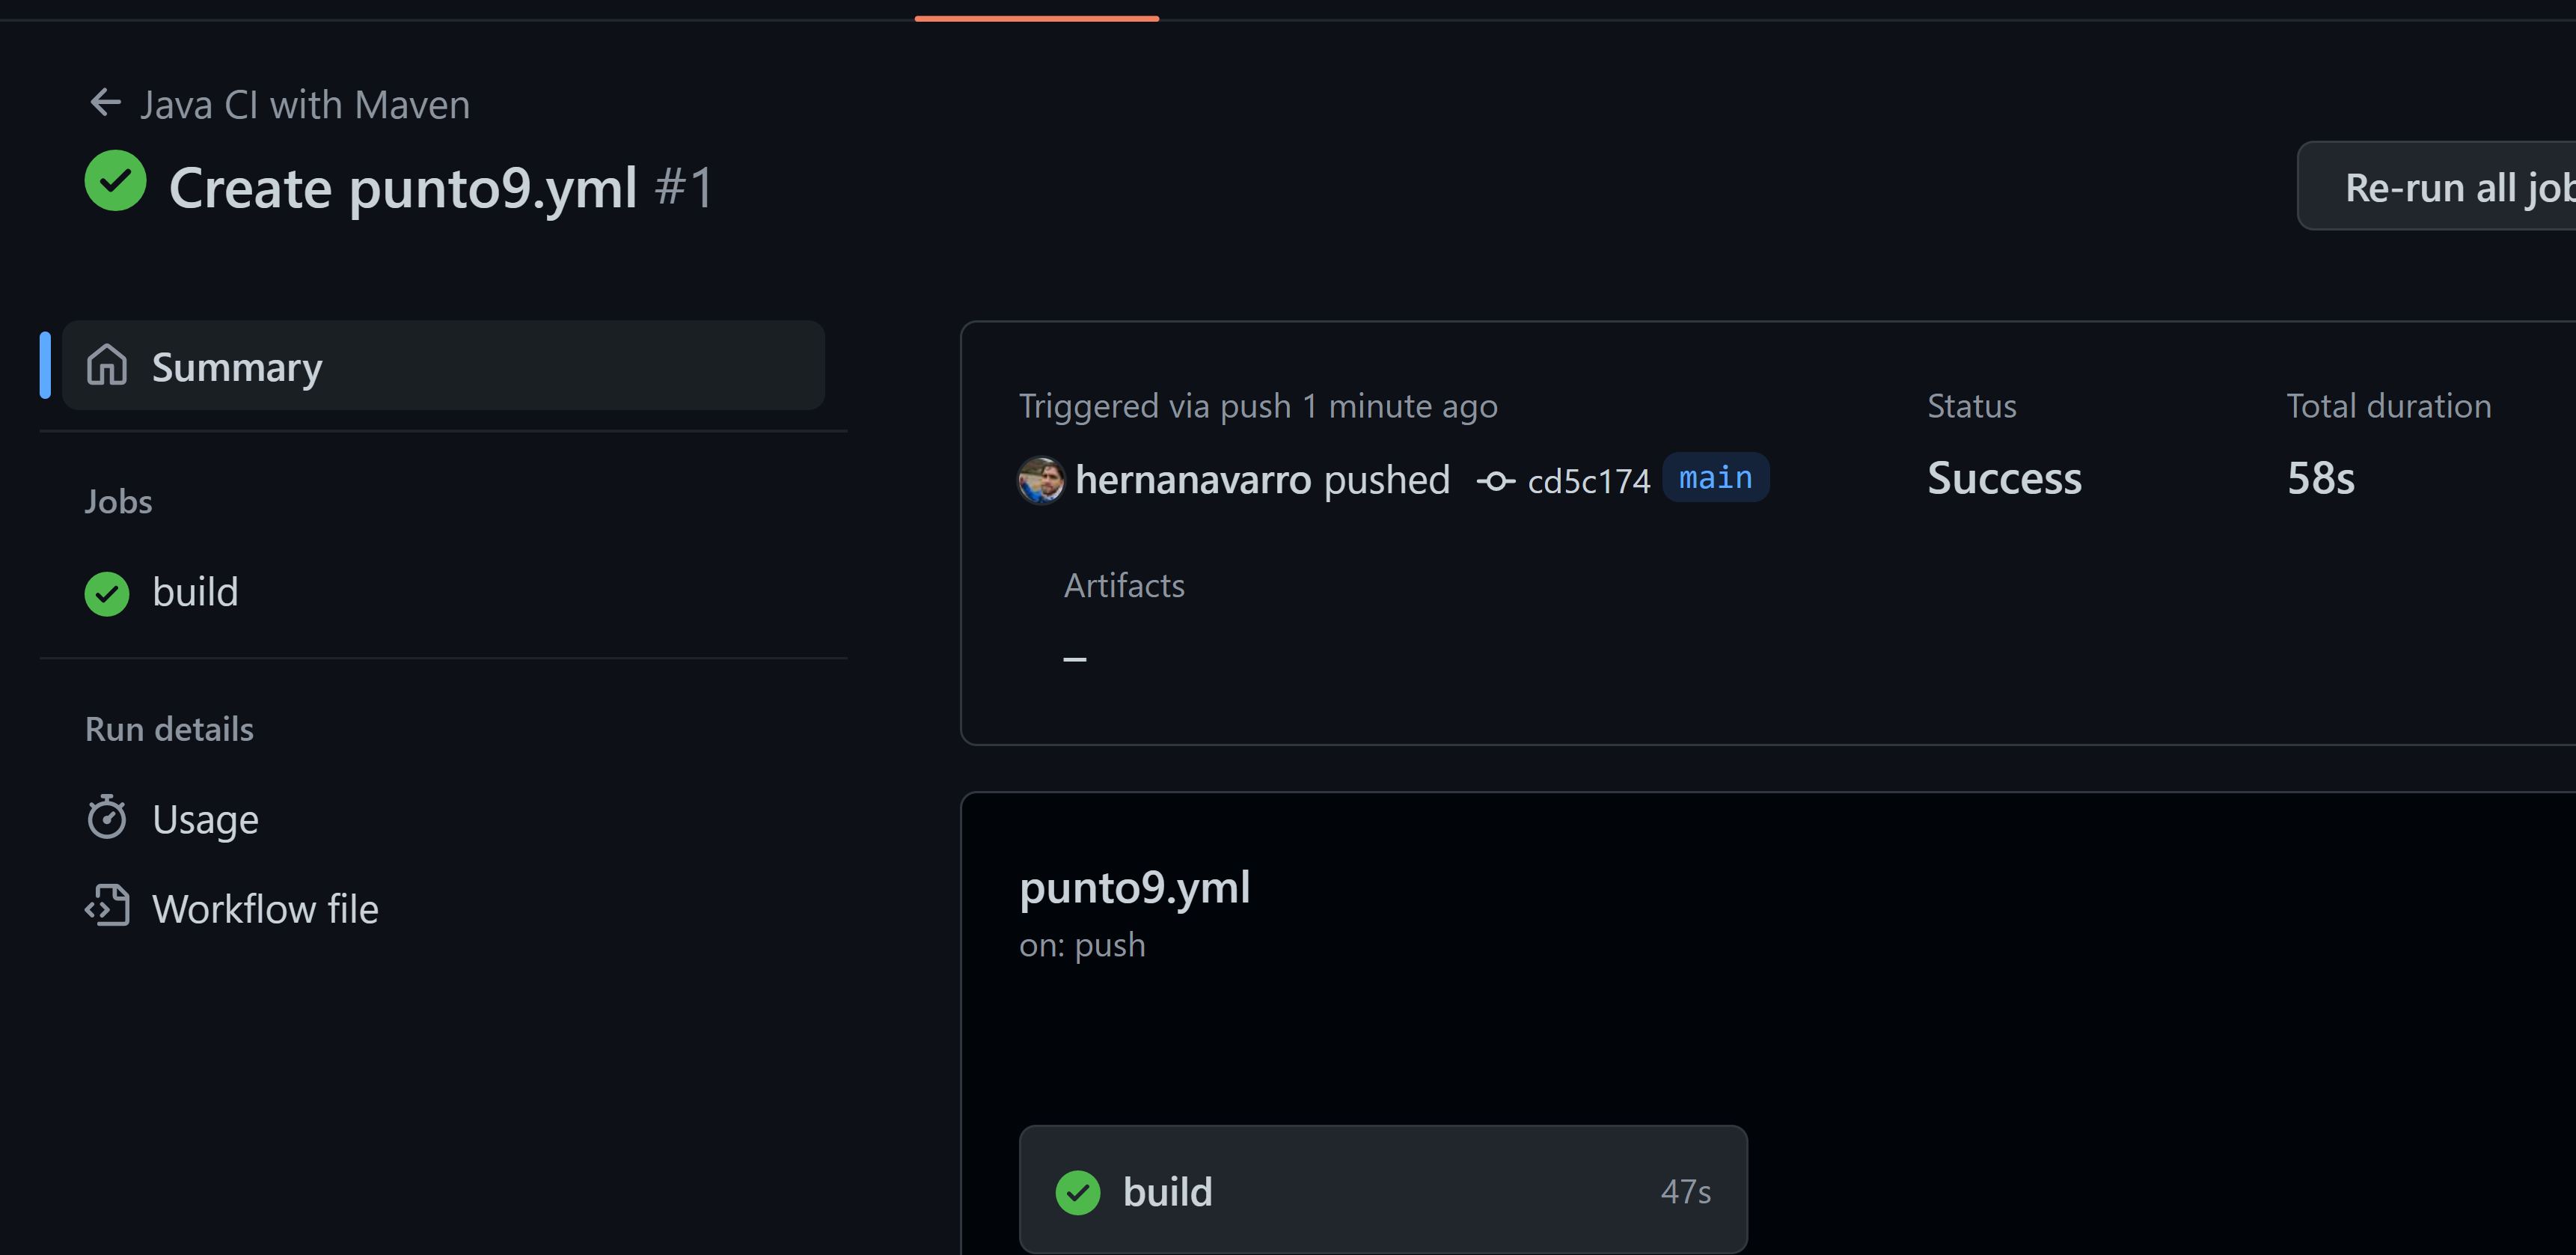 Java CI with Maven
Create punto9.yml #1
Re-run all
Summary
Triggered via push 1 minute ago
Status
Total duration
hernanavarro pushed cd5c174 main
Success
58s
Jobs
build
Artifacts
–
Run details
Usage
Workflow file
punto9.yml
on: push
build
47s